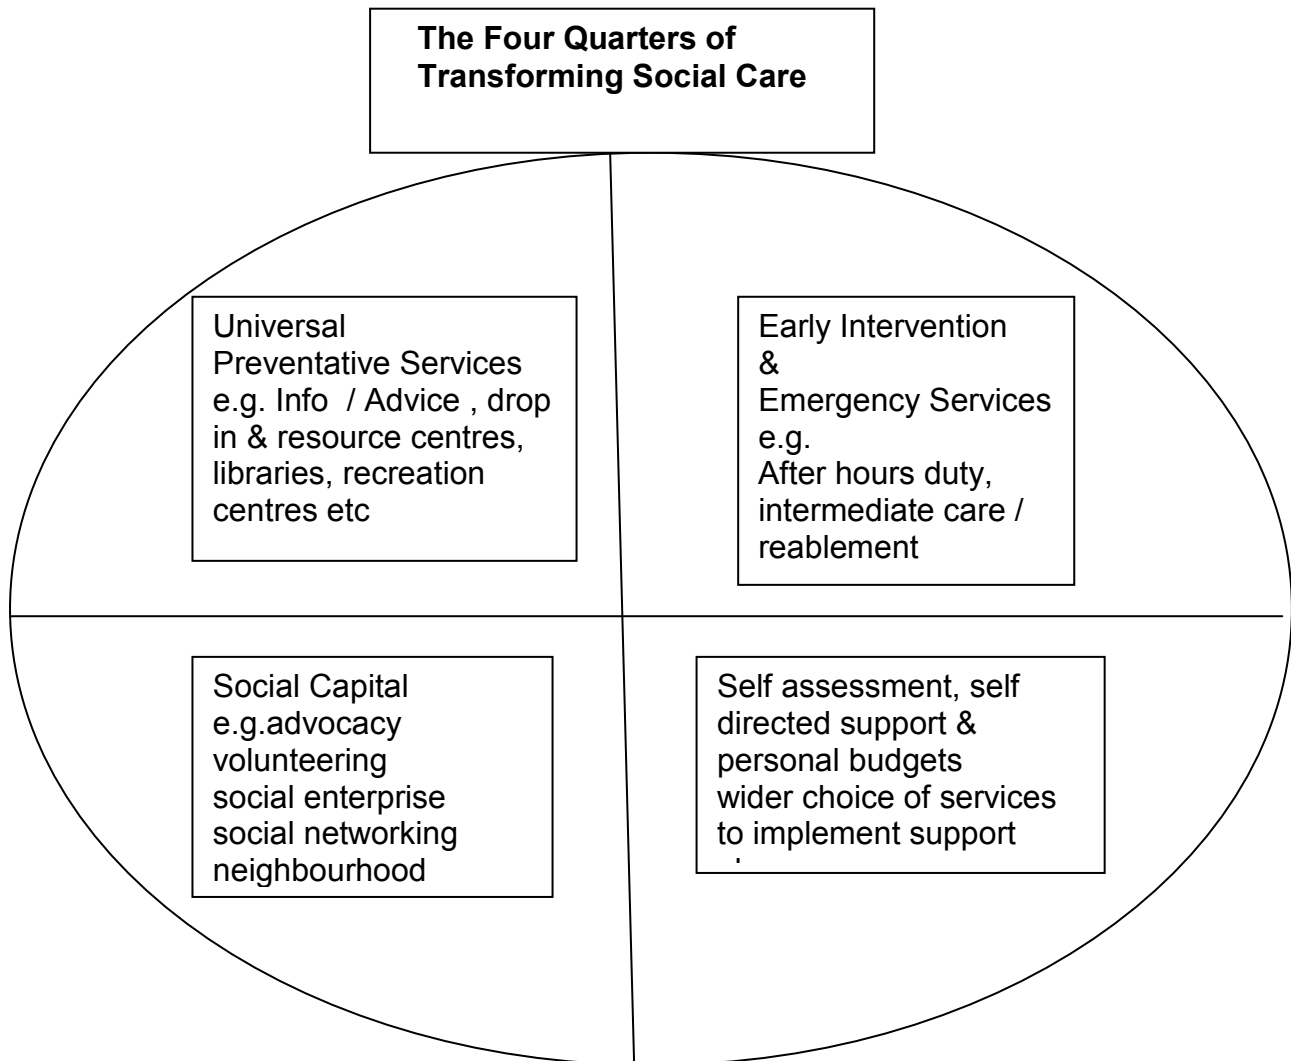 The Four Quarters of
Transforming Social Care
Universal
Preventative Services
e.g. Info / Advice , drop
in & resource centres,
libraries, recreation
centres etc
Early Intervention
&
Emergency Services
e.g.
After hours duty,
intermediate care /
reablement
Social Capital
e.g.advocacy
volunteering
social enterprise
social networking
neighbourhood
Self assessment, self
directed support &
personal budgets
wider choice of services
to implement support